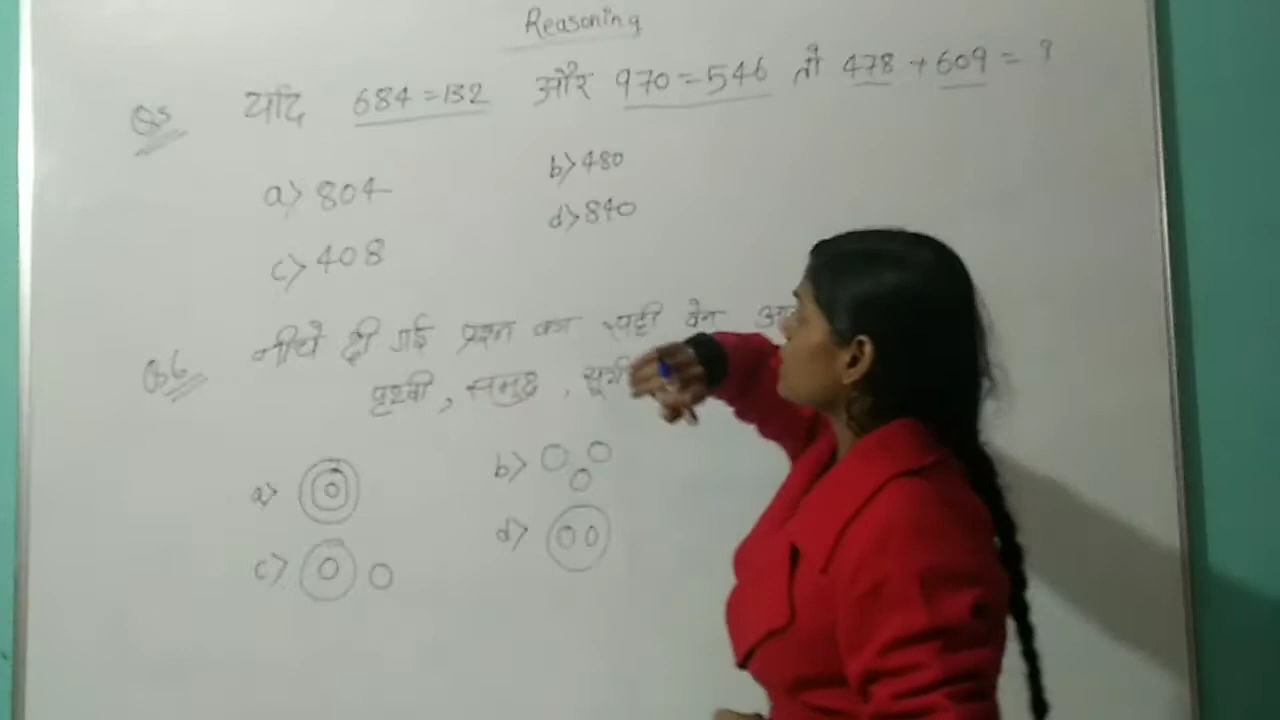 Reasoning
Q5 यदि 684=132 और 970=546 तो 478 + 609 = ?
a) 804
b) 480
c) 408
d) 840
Q6 नीचे दी गई प्रश्न का सही वेन
पृथ्वी, समुद्र, सूर्य
a)
b)
c)
d)